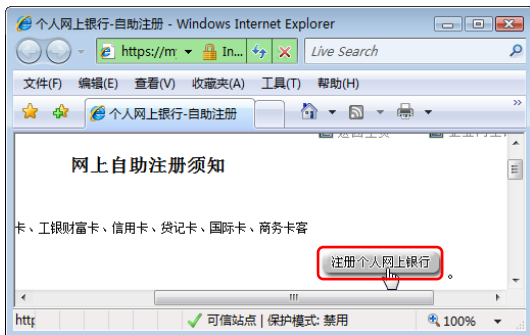 个人网上银行-自助注册 - Windows Internet Explorer
https://m
In...
Live Search
文件(F) 编辑(E) 查看(V) 收藏夹(A) 工具(T) 帮助(H)
个人网上银行-自助注册
网上自助注册须知
卡、工银财富卡、信用卡、贷记卡、国际卡、商务卡客
注册个人网上银行 。
http
可信站点 | 保护模式: 禁用
100%